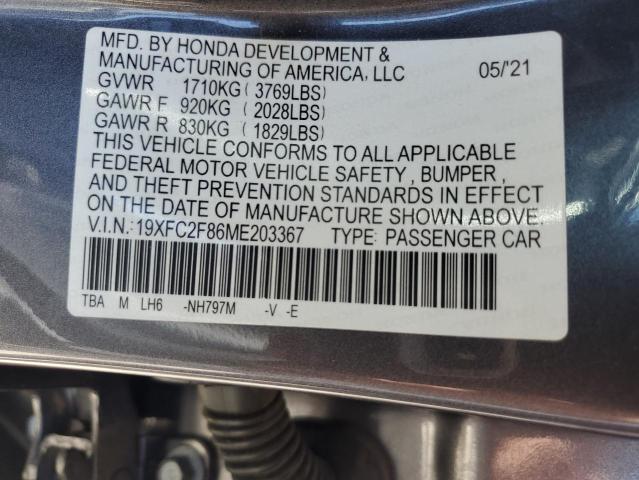 MFD. BY HONDA DEVELOPMENT &
MANUFACTURING OF AMERICA, LLC 05/'21
GVWR 1710KG ( 3769LBS)
GAWR F 920KG ( 2028LBS)
GAWR R 830KG ( 1829LBS)
THIS VEHICLE CONFORMS TO ALL APPLICABLE
FEDERAL MOTOR VEHICLE SAFETY , BUMPER ,
AND THEFT PREVENTION STANDARDS IN EFFECT
ON THE DATE OF MANUFACTURE SHOWN ABOVE.
V.I.N.: 19XFC2F86ME203367 TYPE: PASSENGER CAR
TBA M LH6 -NH797M -V -E